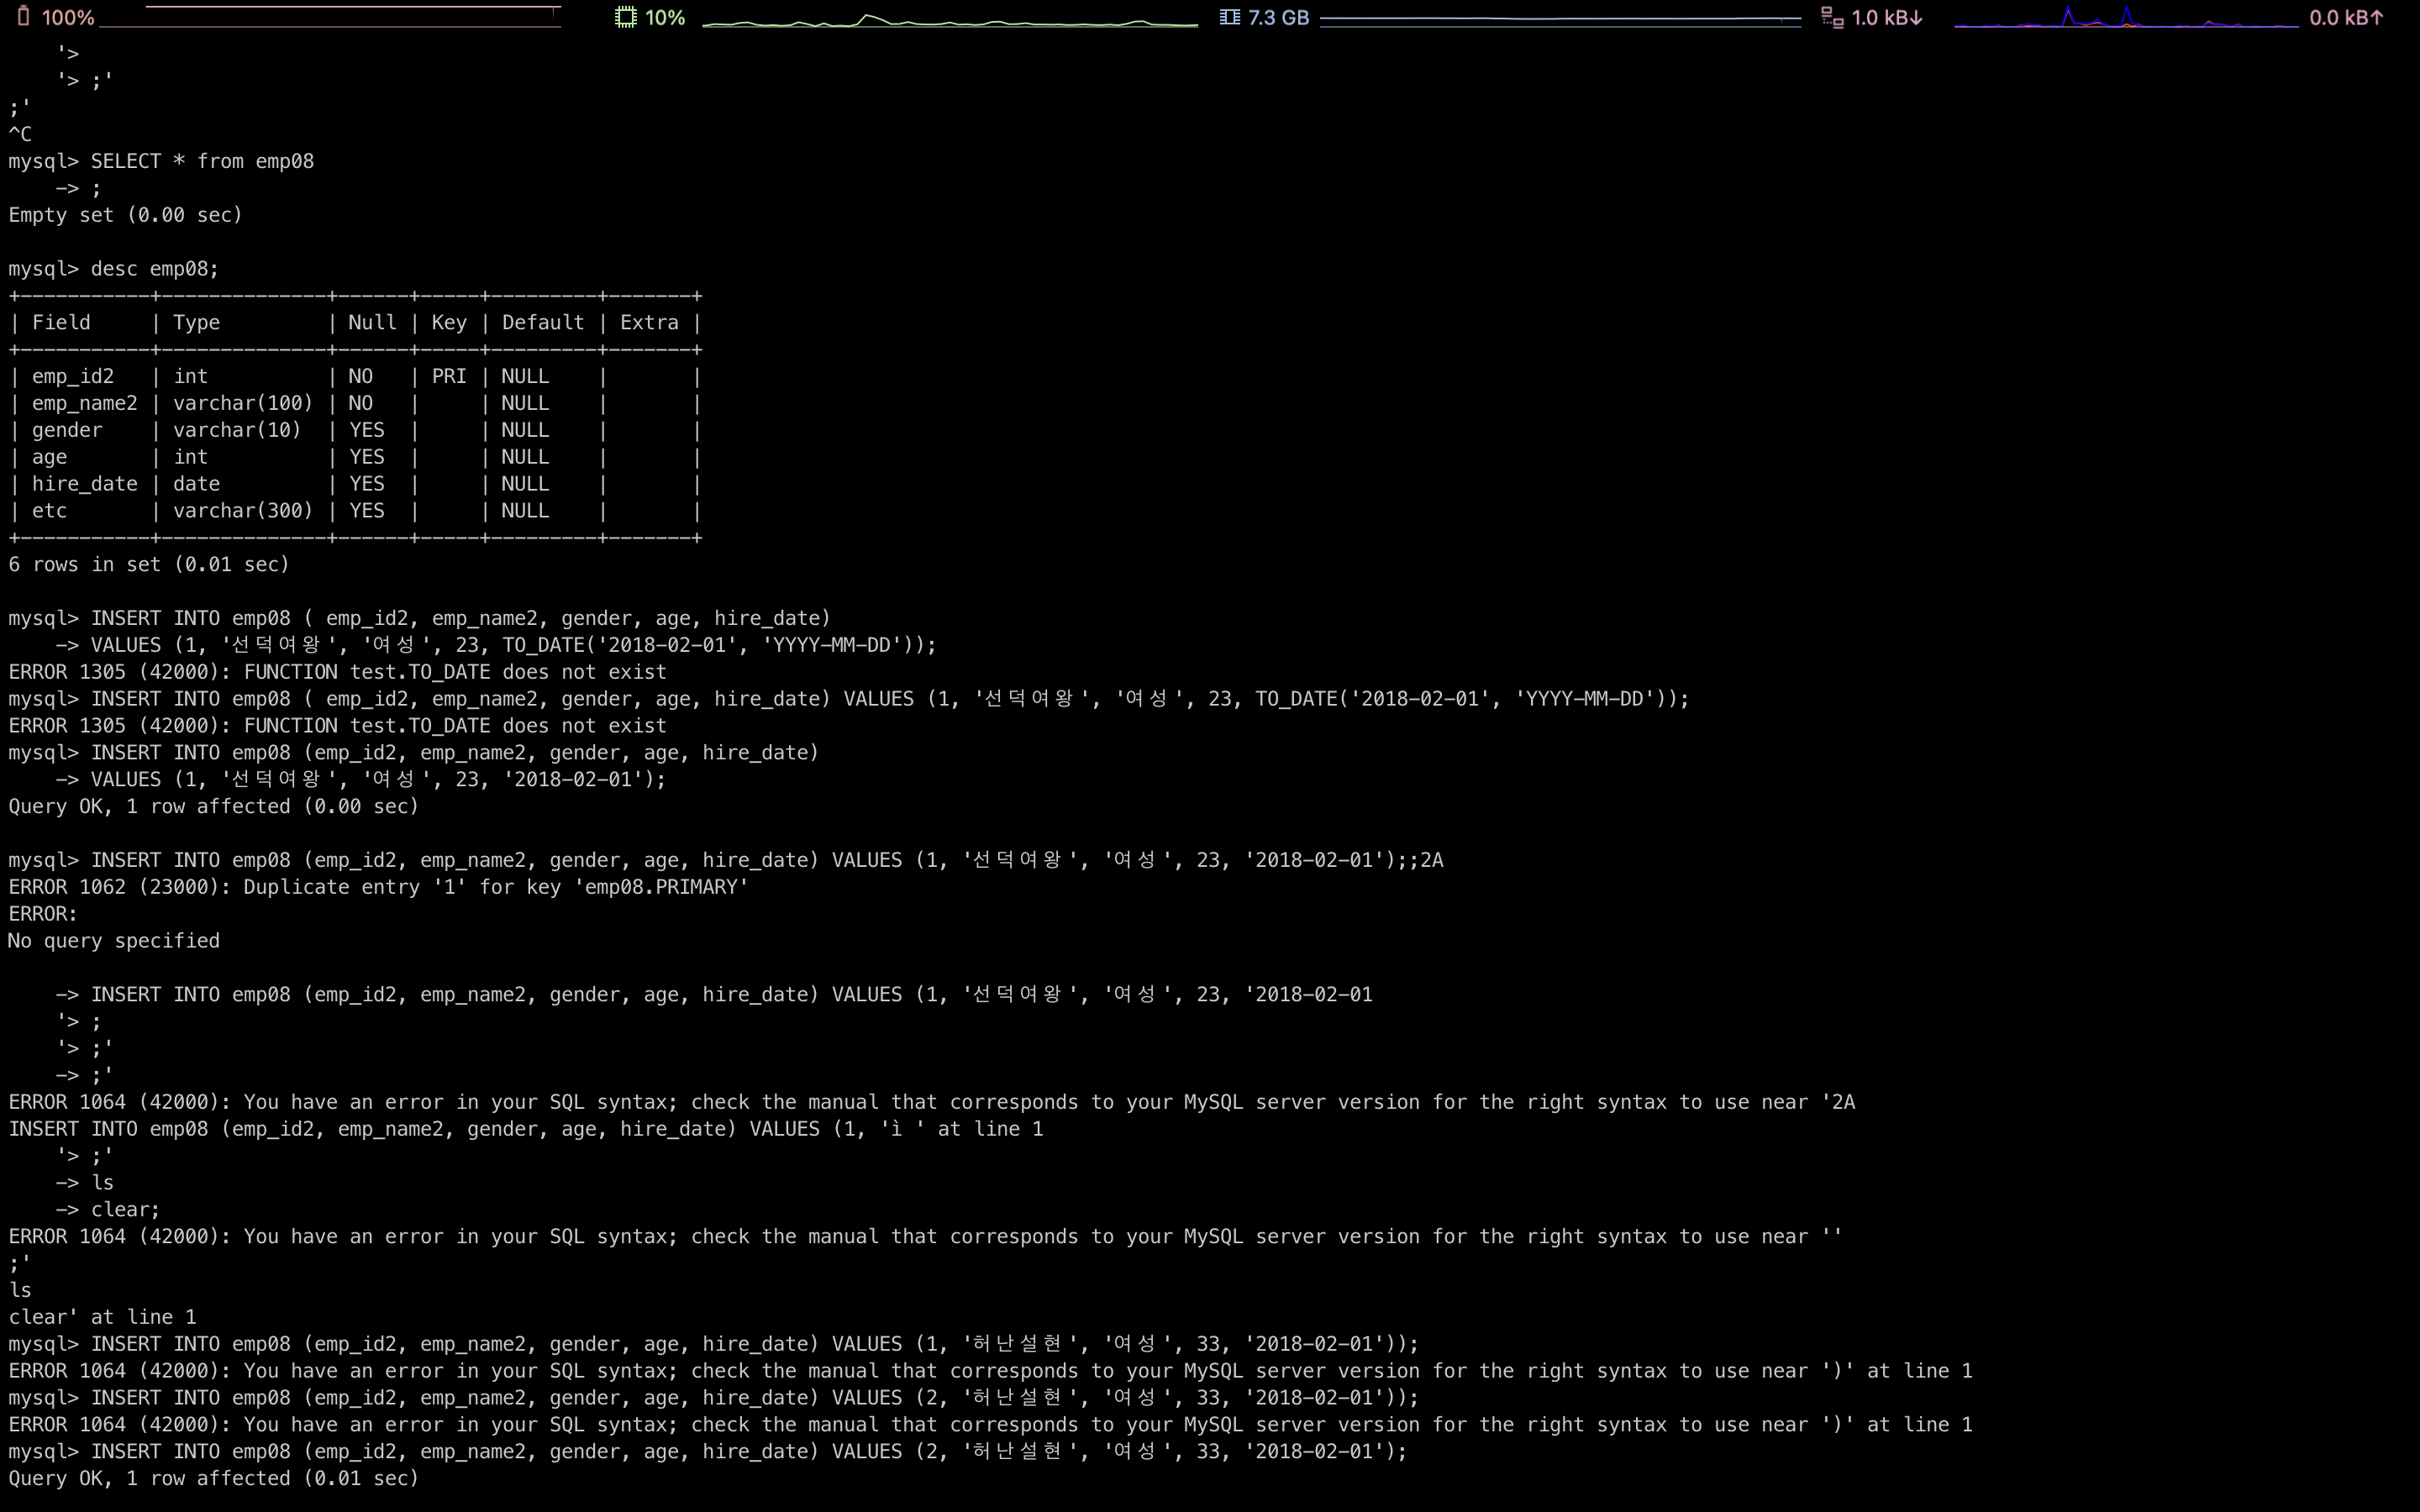 100% 10% 7.3 GB 1.0 kB↓ 0.0 kB↑
'>
'> ;'
;'
^C
mysql> SELECT * from emp08
-> ;
Empty set (0.00 sec)
mysql> desc emp08;
+-----------+--------------+------+-----+---------+-------+
| Field     | Type         | Null | Key | Default | Extra |
+-----------+--------------+------+-----+---------+-------+
| emp_id2   | int          | NO   | PRI | NULL    |       |
| emp_name2 | varchar(100) | NO   |     | NULL    |       |
| gender    | varchar(10)  | YES  |     | NULL    |       |
| age       | int          | YES  |     | NULL    |       |
| hire_date | date         | YES  |     | NULL    |       |
| etc       | varchar(300) | YES  |     | NULL    |       |
+-----------+--------------+------+-----+---------+-------+
6 rows in set (0.01 sec)
mysql> INSERT INTO emp08 ( emp_id2, emp_name2, gender, age, hire_date)
-> VALUES (1, '선덕여왕', '여성', 23, TO_DATE('2018-02-01', 'YYYY-MM-DD'));
ERROR 1305 (42000): FUNCTION test.TO_DATE does not exist
mysql> INSERT INTO emp08 ( emp_id2, emp_name2, gender, age, hire_date) VALUES (1, '선덕여왕', '여성', 23, TO_DATE('2018-02-01', 'YYYY-MM-DD'));
ERROR 1305 (42000): FUNCTION test.TO_DATE does not exist
mysql> INSERT INTO emp08 (emp_id2, emp_name2, gender, age, hire_date)
-> VALUES (1, '선덕여왕', '여성', 23, '2018-02-01');
Query OK, 1 row affected (0.00 sec)
mysql> INSERT INTO emp08 (emp_id2, emp_name2, gender, age, hire_date) VALUES (1, '선덕여왕', '여성', 23, '2018-02-01');;2A
ERROR 1062 (23000): Duplicate entry '1' for key 'emp08.PRIMARY'
ERROR:
No query specified
-> INSERT INTO emp08 (emp_id2, emp_name2, gender, age, hire_date) VALUES (1, '선덕여왕', '여성', 23, '2018-02-01
'> ;
'> ;'
-> ;'
ERROR 1064 (42000): You have an error in your SQL syntax; check the manual that corresponds to your MySQL server version for the right syntax to use near '2A
INSERT INTO emp08 (emp_id2, emp_name2, gender, age, hire_date) VALUES (1, 'ì ' at line 1
'> ;'
-> ls
-> clear;
ERROR 1064 (42000): You have an error in your SQL syntax; check the manual that corresponds to your MySQL server version for the right syntax to use near ''
;'
ls
clear' at line 1
mysql> INSERT INTO emp08 (emp_id2, emp_name2, gender, age, hire_date) VALUES (1, '허난설현', '여성', 33, '2018-02-01'));
ERROR 1064 (42000): You have an error in your SQL syntax; check the manual that corresponds to your MySQL server version for the right syntax to use near ')' at line 1
mysql> INSERT INTO emp08 (emp_id2, emp_name2, gender, age, hire_date) VALUES (2, '허난설현', '여성', 33, '2018-02-01'));
ERROR 1064 (42000): You have an error in your SQL syntax; check the manual that corresponds to your MySQL server version for the right syntax to use near ')' at line 1
mysql> INSERT INTO emp08 (emp_id2, emp_name2, gender, age, hire_date) VALUES (2, '허난설현', '여성', 33, '2018-02-01');
Query OK, 1 row affected (0.01 sec)